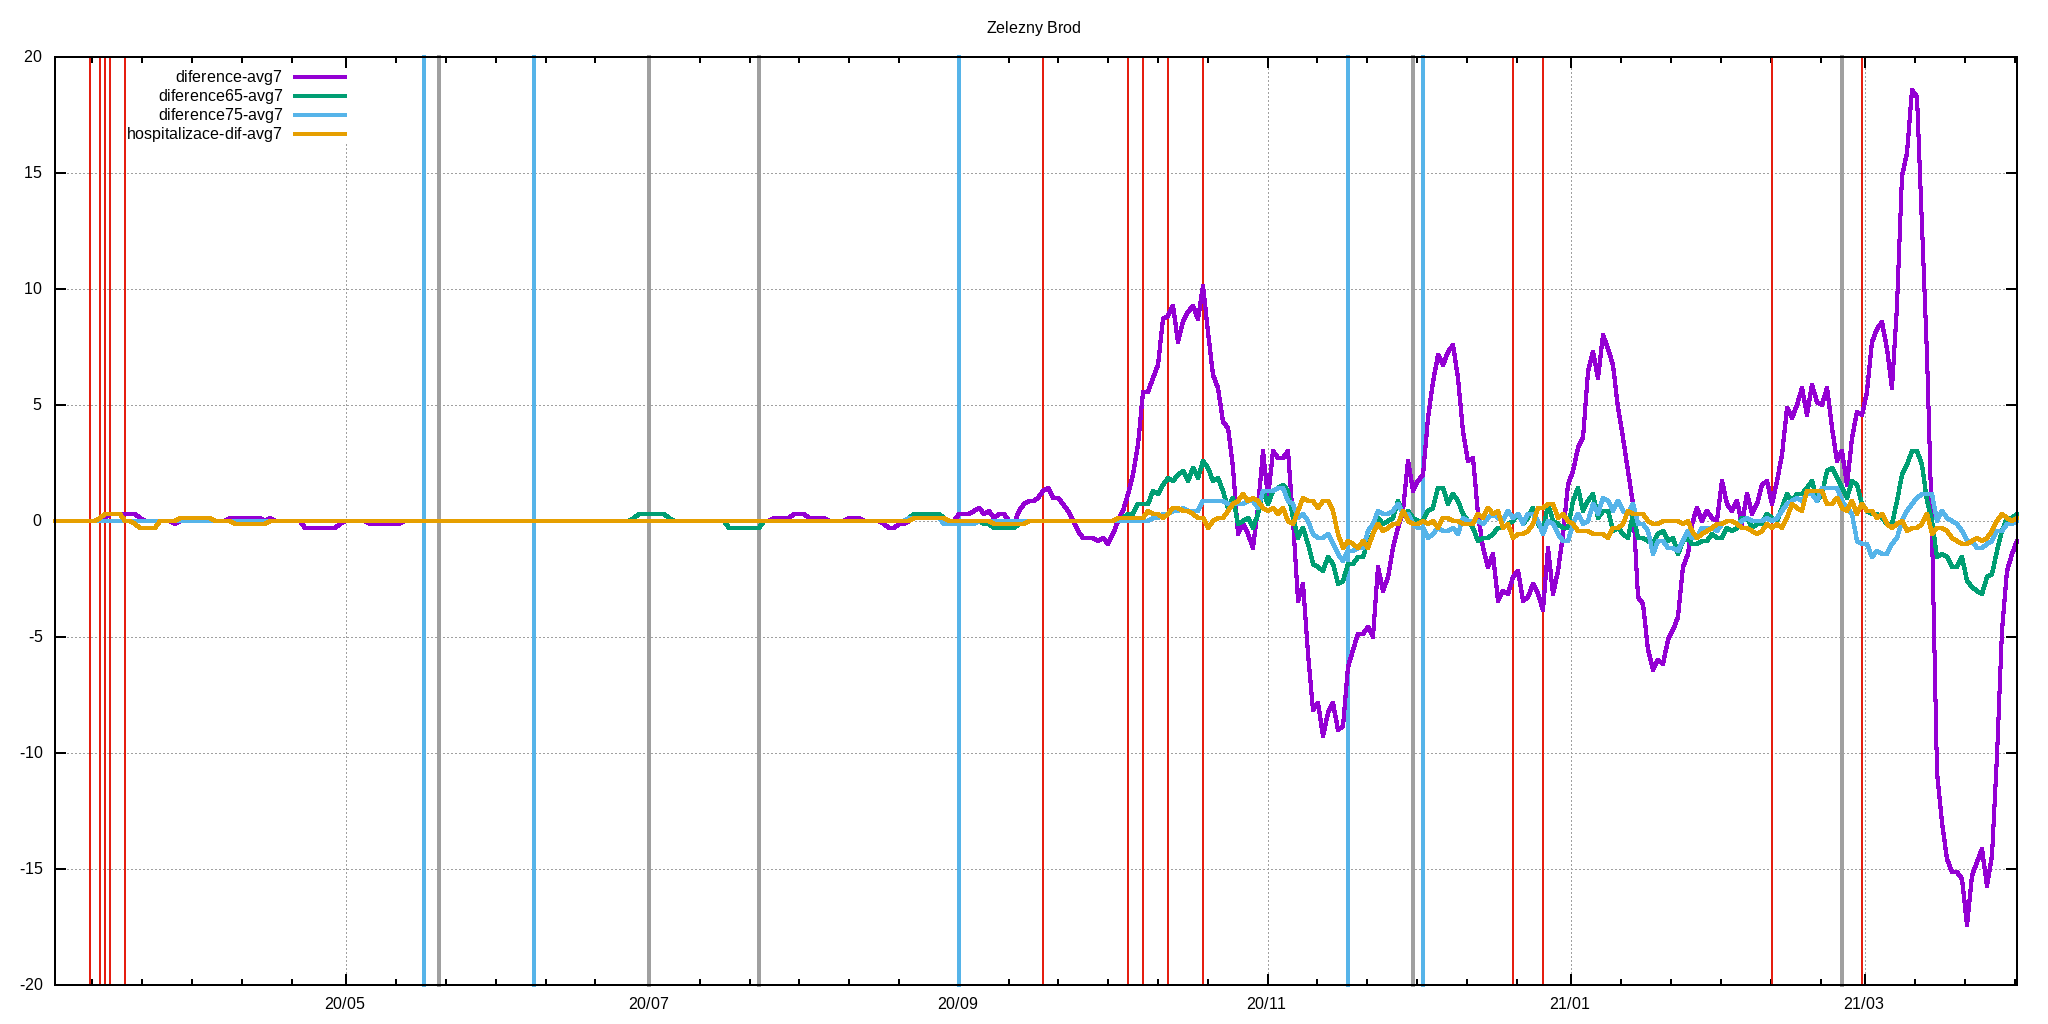 Zelezny Brod
20
diference-avg7
diference65-avg7
diference75-avg7
hospitalizace-dif-avg7
15
10
5
0
-5
-10
-15
-20
20/05 20/07 20/09 20/11 21/01 21/03